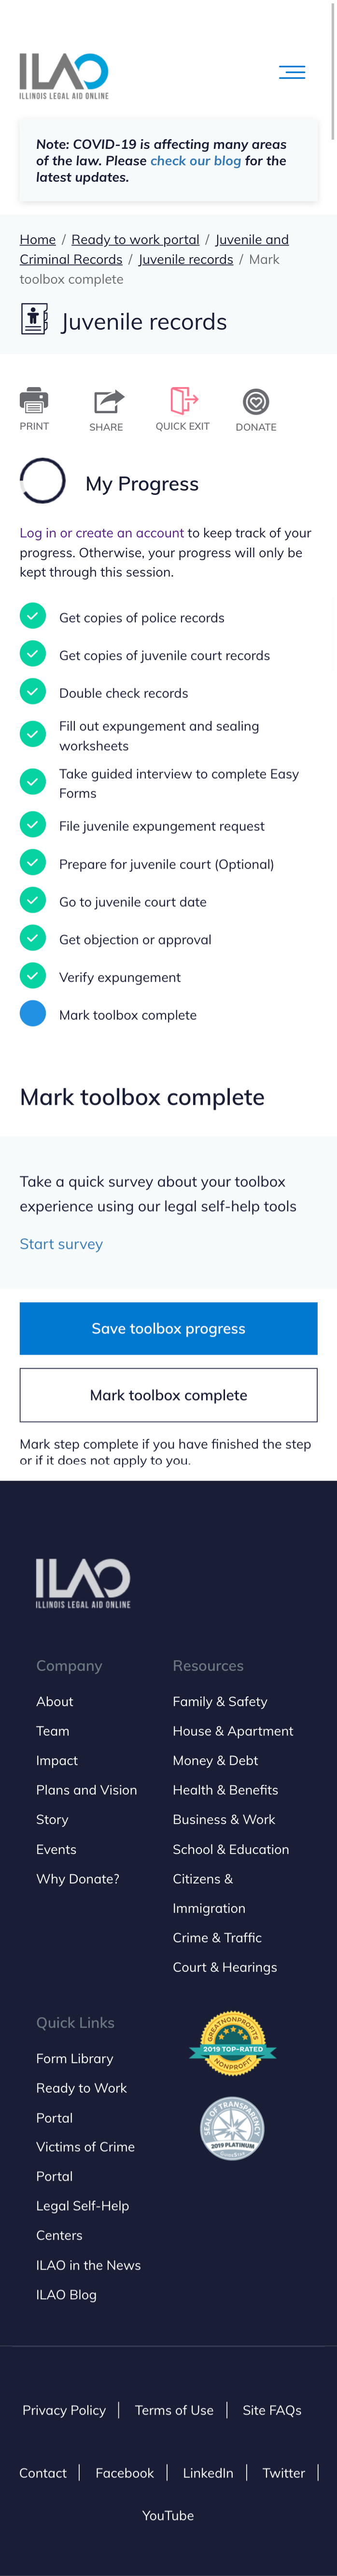 ILAO
ILLINOIS LEGAL AID ONLINE
Note: COVID-19 is affecting many areas
of the law. Please check our blog for the
latest updates.
Home / Ready to work portal / Juvenile and
Criminal Records / Juvenile records / Mark
toolbox complete
Juvenile records
PRINT SHARE QUICK EXIT DONATE
My Progress
Log in or create an account to keep track of your
progress. Otherwise, your progress will only be
kept through this session.
Get copies of police records
Get copies of juvenile court records
Double check records
Fill out expungement and sealing
worksheets
Take guided interview to complete Easy
Forms
File juvenile expungement request
Prepare for juvenile court (Optional)
Go to juvenile court date
Get objection or approval
Verify expungement
Mark toolbox complete
Mark toolbox complete
Take a quick survey about your toolbox
experience using our legal self-help tools
Start survey
Save toolbox progress
Mark toolbox complete
Mark step complete if you have finished the step
or if it does not apply to you.
ILAO
ILLINOIS LEGAL AID ONLINE
Company
About
Team
Impact
Plans and Vision
Story
Events
Why Donate?
Resources
Family & Safety
House & Apartment
Money & Debt
Health & Benefits
Business & Work
School & Education
Citizens &
Immigration
Crime & Traffic
Court & Hearings
Quick Links
Form Library
Ready to Work
Portal
Victims of Crime
Portal
Legal Self-Help
Centers
ILAO in the News
ILAO Blog
GREATNONPROFITS
2019 TOP-RATED
NONPROFIT
SEAL OF TRANSPARENCY
2019 PLATINUM
Privacy Policy | Terms of Use | Site FAQs
Contact | Facebook | LinkedIn | Twitter |
YouTube